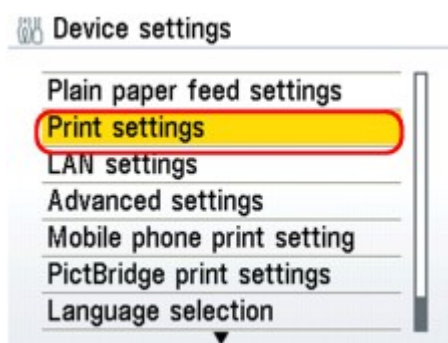 Device settings
Plain paper feed settings
Print settings
LAN settings
Advanced settings
Mobile phone print setting
PictBridge print settings
Language selection